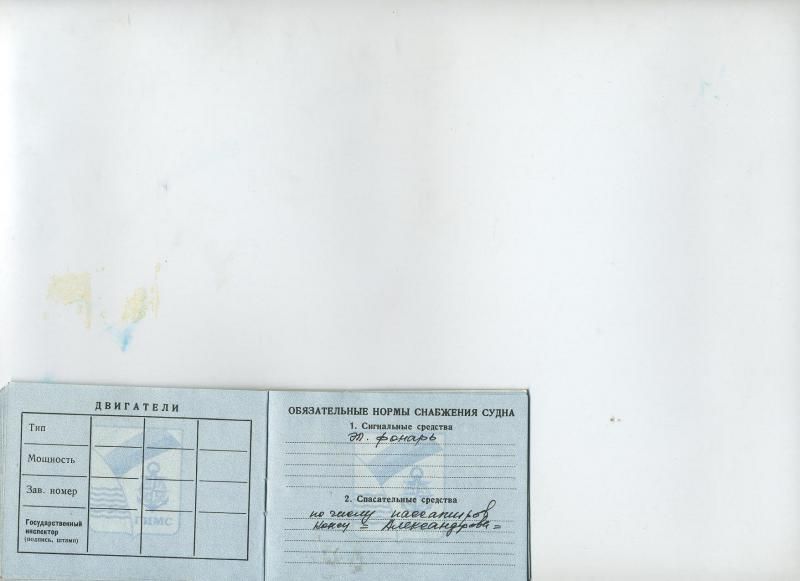 ДВИГАТЕЛИ
Тип
Мощность
Зав. номер
Государственный
инспектор
(подпись, штамп)
ГИМС
ОБЯЗАТЕЛЬНЫЕ НОРМЫ СНАБЖЕНИЯ СУДНА
1. Сигнальные средства
эл. фонарь
2. Спасательные средства
по числу пассажиров
= Александрова =